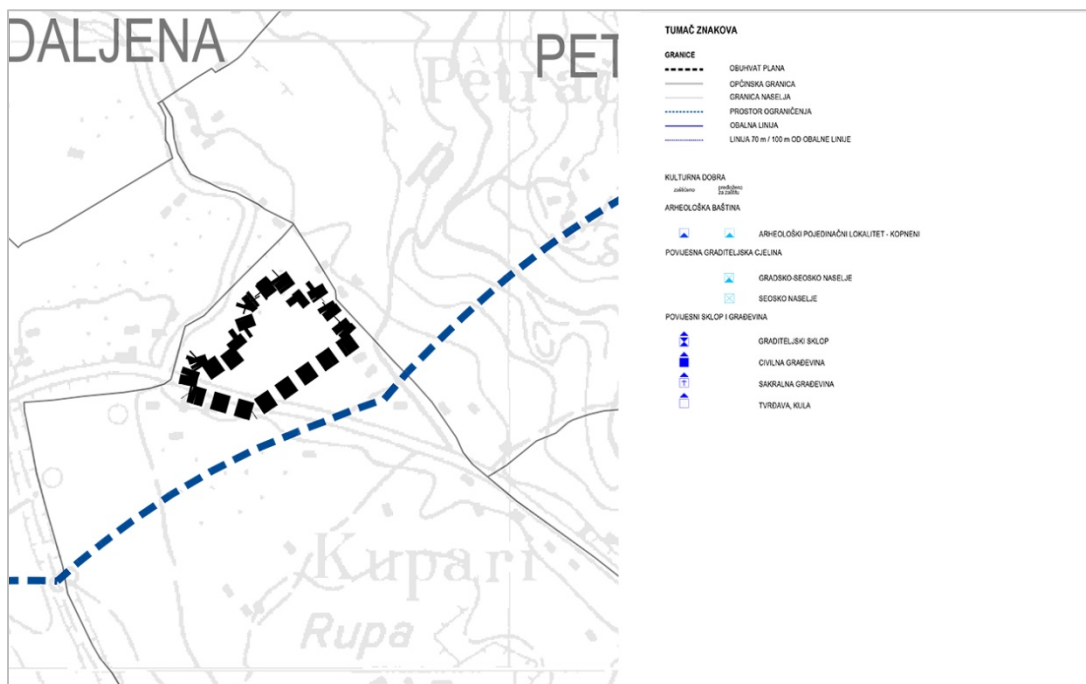 DALJENA
PET
Petrač
Kupari
Rupa
TUMAČ ZNAKOVA
GRANICE
OBUHVAT PLANA
OPĆINSKA GRANICA
GRANICA NASELJA
PROSTOR OGRANIČENJA
OBALNA LINIJA
LINIJA 70 m / 100 m OD OBALNE LINIJE
KULTURNA DOBRA
zaštićeno predloženo
za zaštitu
ARHEOLOŠKA BAŠTINA
ARHEOLOŠKI POJEDINAČNI LOKALITET - KOPNENI
POVIJESNA GRADITELJSKA CJELINA
GRADSKO-SEOSKO NASELJE
SEOSKO NASELJE
POVIJESNI SKLOP I GRAĐEVINA
GRADITELJSKI SKLOP
CIVILNA GRAĐEVINA
SAKRALNA GRAĐEVINA
TVRĐAVA, KULA